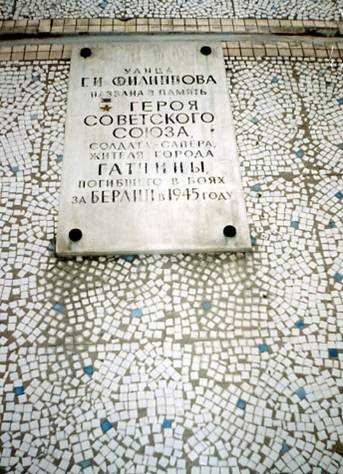 УЛИЦА
Г.И. ФИЛИППОВА
НАЗВАНА В ПАМЯТЬ
ГЕРОЯ
СОВЕТСКОГО
СОЮЗА,
СОЛДАТА-САПЕРА,
ЖИТЕЛЯ ГОРОДА
ГАТЧИНЫ,
ПОГИБШЕГО В БОЯХ
ЗА БЕРЛИН В 1945 ГОДУ